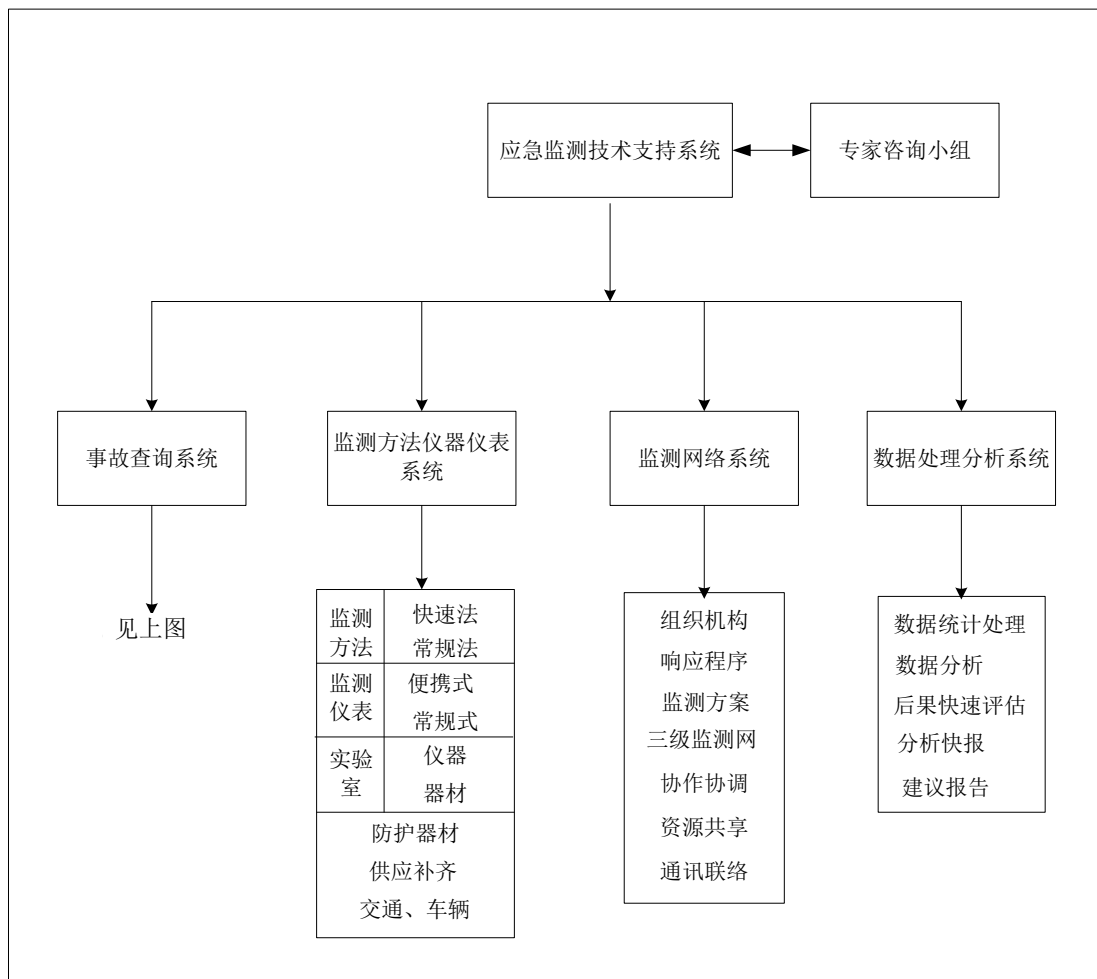 应急监测技术支持系统
专家咨询小组
事故查询系统
监测方法仪器仪表
系统
监测网络系统
数据处理分析系统
见上图
监测
方法
快速法
常规法
监测
仪表
便携式
常规式
实验
室
仪器
器材
防护器材
供应补齐
交通、车辆
组织机构
响应程序
监测方案
三级监测网
协作协调
资源共享
通讯联络
数据统计处理
数据分析
后果快速评估
分析快报
建议报告